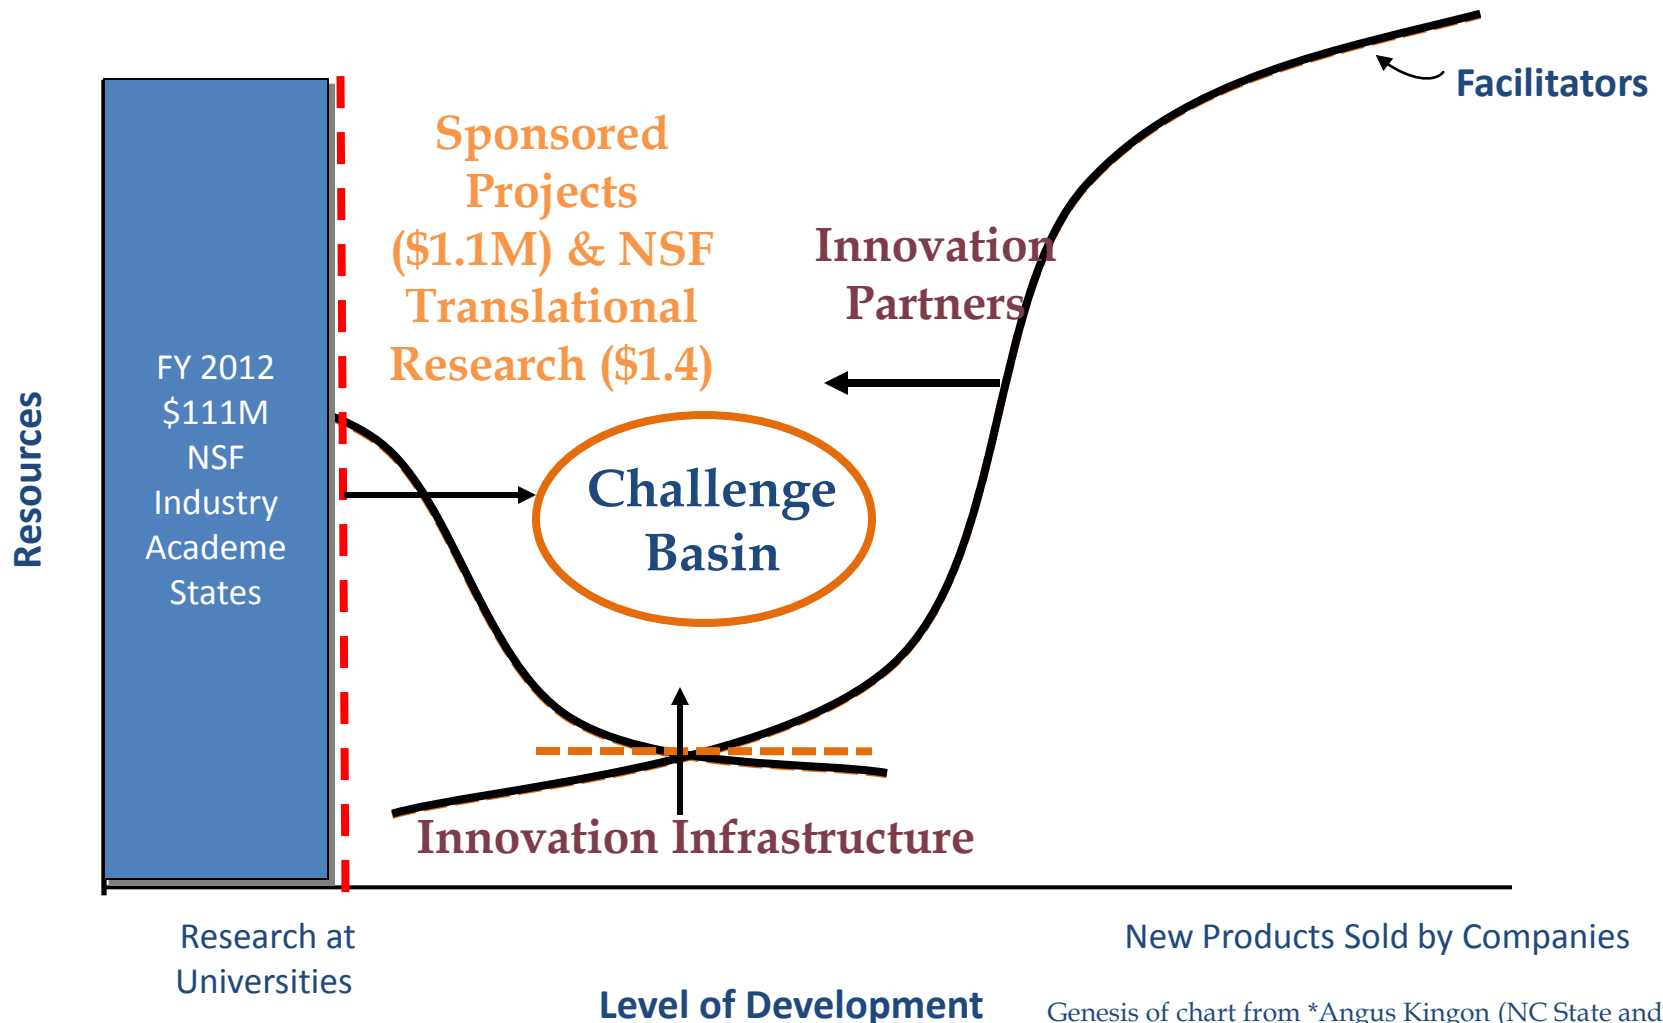 Facilitators
Sponsored
Projects
($1.1M) & NSF
Translational
Research ($1.4)
Innovation
Partners
FY 2012
$111M
NSF
Industry
Academe
States
Resources
Challenge
Basin
Innovation Infrastructure
Research at
Universities
New Products Sold by Companies
Level of Development
Genesis of chart from *Angus Kingon (NC State and